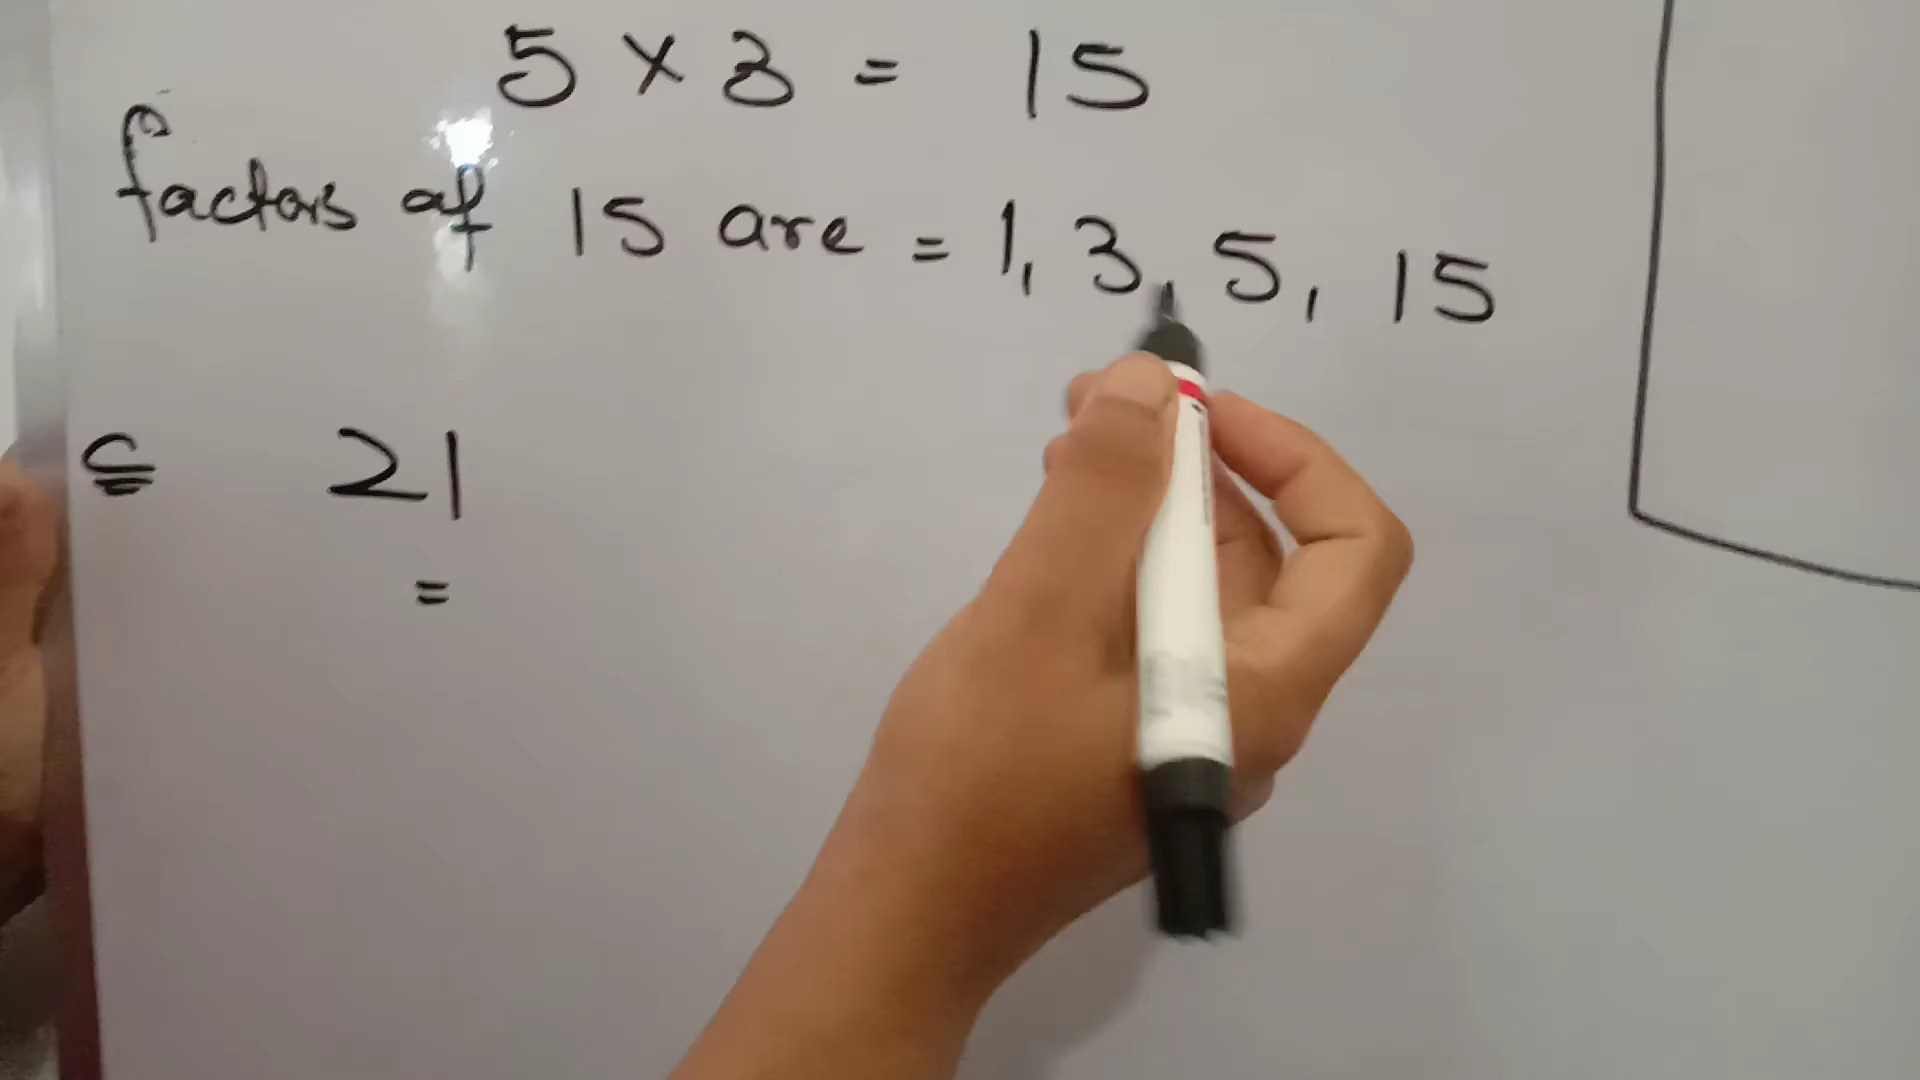 5 × 3 = 15
factors of 15 are = 1, 3, 5, 15
c 21
=